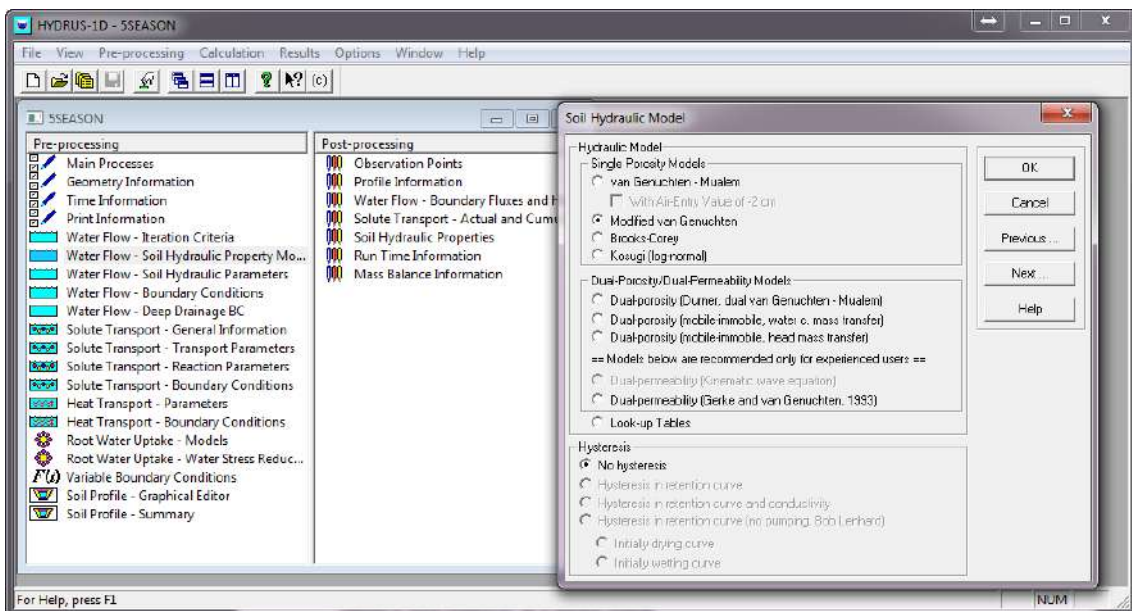 HYDRUS-1D - 5SEASON
File View Pre-processing Calculation Results Options Window Help
(c)
5SEASON
Pre-processing
Main Processes
Geometry Information
Time Information
Print Information
Water Flow - Iteration Criteria
Water Flow - Soil Hydraulic Property Mo...
Water Flow - Soil Hydraulic Parameters
Water Flow - Boundary Conditions
Water Flow - Deep Drainage BC
Solute Transport - General Information
Solute Transport - Transport Parameters
Solute Transport - Reaction Parameters
Solute Transport - Boundary Conditions
Heat Transport - Parameters
Heat Transport - Boundary Conditions
Root Water Uptake - Models
Root Water Uptake - Water Stress Reduc...
F(t) Variable Boundary Conditions
Soil Profile - Graphical Editor
Soil Profile - Summary
Post-processing
Observation Points
Profile Information
Water Flow - Boundary Fluxes and H
Solute Transport - Actual and Cumu
Soil Hydraulic Properties
Run Time Information
Mass Balance Information
Soil Hydraulic Model
Hydraulic Model
Single Porosity Models
van Genuchten - Mualem
With Air-Entry Value of -2 cm
Modified van Genuchten
Brooks-Corey
Kosugi (log-normal)
Dual-Porosity/Dual-Permeability Models
Dual-porosity (Durner, dual van Genuchten - Mualem)
Dual-porosity (mobile-immobile, water c. mass transfer)
Dual-porosity (mobile-immobile, head mass transfer)
== Models below are recommended only for experienced users ==
Dual-permeability (Kinematic wave equation)
Dual-permeability (Gerke and van Genuchten, 1993)
Look-up Tables
Hysteresis
No hysteresis
Hysteresis in retention curve
Hysteresis in retention curve and conductivity
Hysteresis in retention curve (no pumping, Bob Lenhard)
Initially drying curve
Initially wetting curve
OK
Cancel
Previous...
Next...
Help
For Help, press F1
NUM